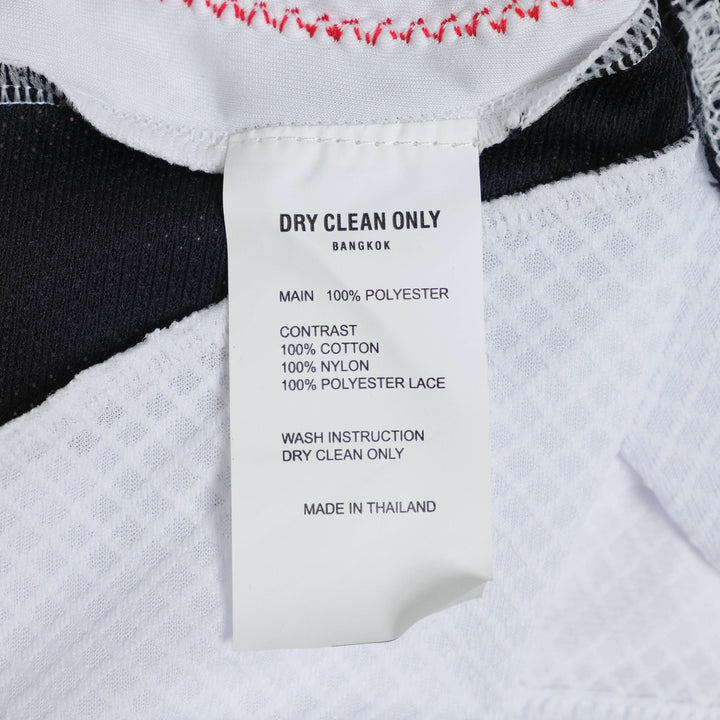 DRY CLEAN ONLY
BANGKOK
MAIN 100% POLYESTER
CONTRAST
100% COTTON
100% NYLON
100% POLYESTER LACE
WASH INSTRUCTION
DRY CLEAN ONLY
MADE IN THAILAND